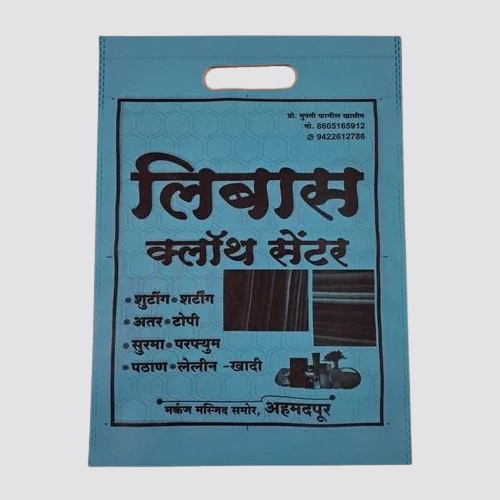 प्रो. मुफ्ती फाजील खासीम
मो. 8605165912
9422612786
लिबास
क्लॉथ सेंटर
• शुटींग • शर्टींग
• अतर • टोपी
• सुरमा • परफ्युम
• पठाण • लेलीन -खादी
मर्कज मस्जिद समोर, अहमदपूर